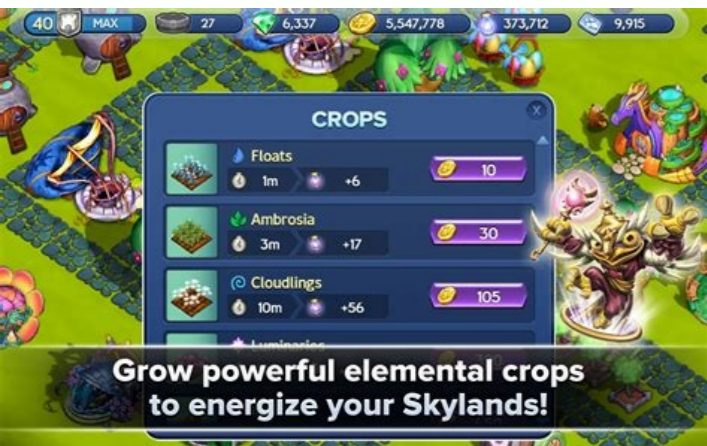 40 MAX 27 6,337 5,547,778 373,712 9,915
CROPS X
Floats
1m +6 10
Ambrosia
3m +17 30
Cloudlings
10m +56 105
Luminaries
Grow powerful elemental crops
to energize your Skylands!